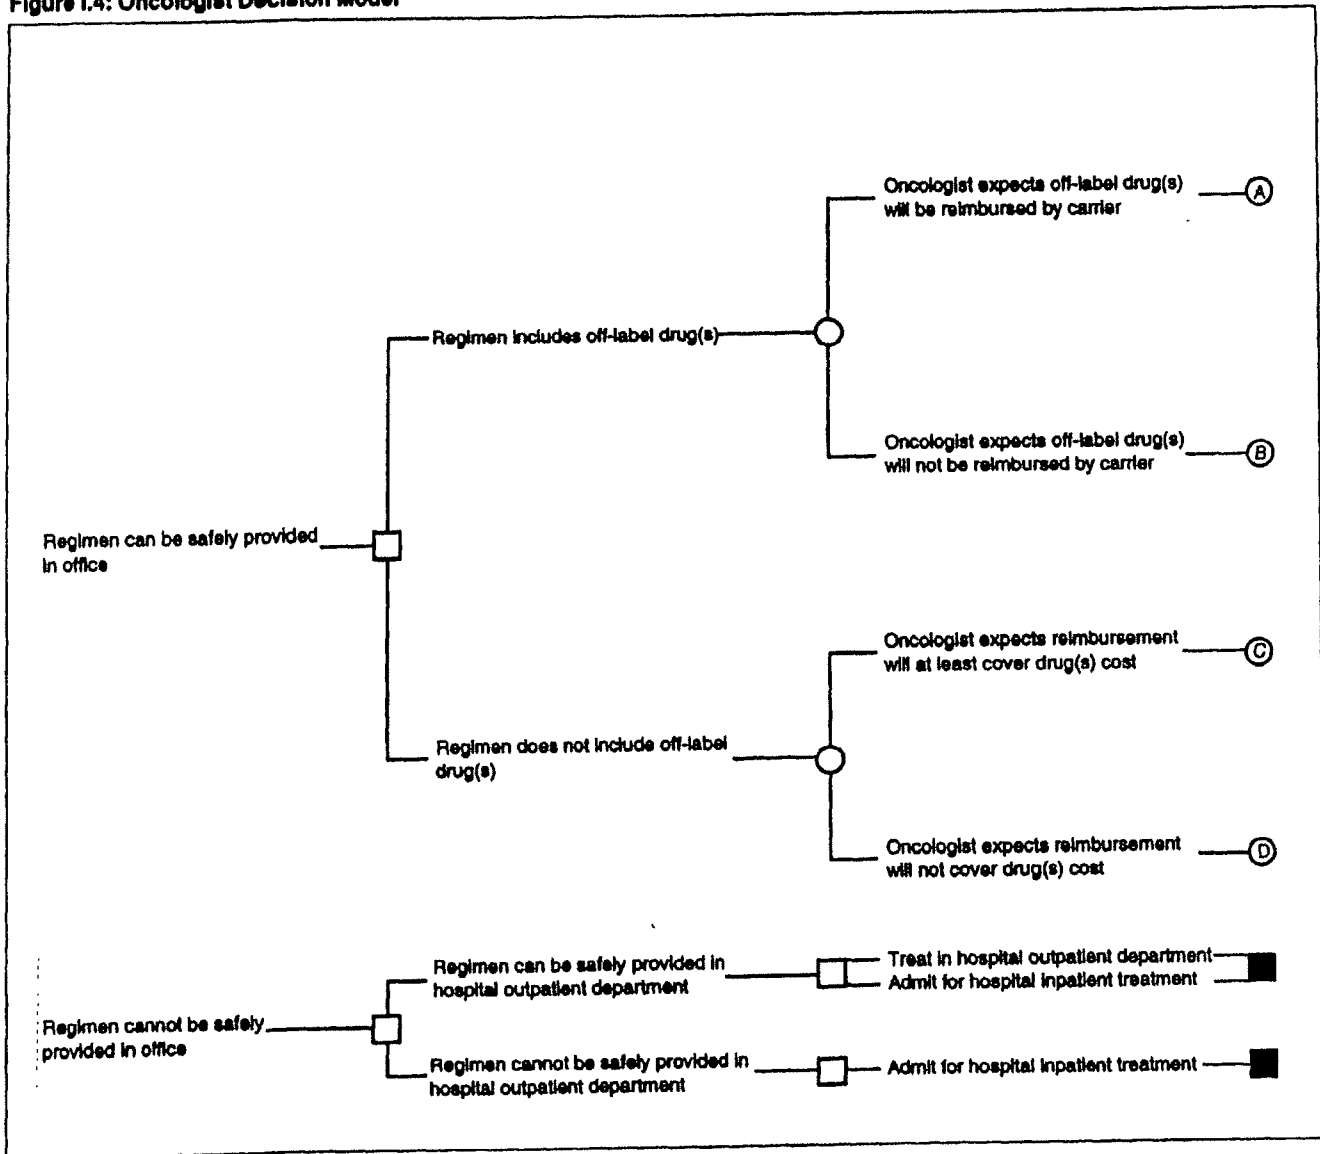 Figure I.4: Oncologist Decision Model
Oncologist expects off-label drug(s)
will be reimbursed by carrier
A
Regimen includes off-label drug(s)
Oncologist expects off-label drug(s)
will not be reimbursed by carrier
B
Regimen can be safely provided
in office
Oncologist expects reimbursement
will at least cover drug(s) cost
C
Regimen does not include off-label
drug(s)
Oncologist expects reimbursement
will not cover drug(s) cost
D
Regimen can be safely provided in
hospital outpatient department
Treat in hospital outpatient department
Admit for hospital inpatient treatment
Regimen cannot be safely
provided in office
Regimen cannot be safely provided in
hospital outpatient department
Admit for hospital inpatient treatment